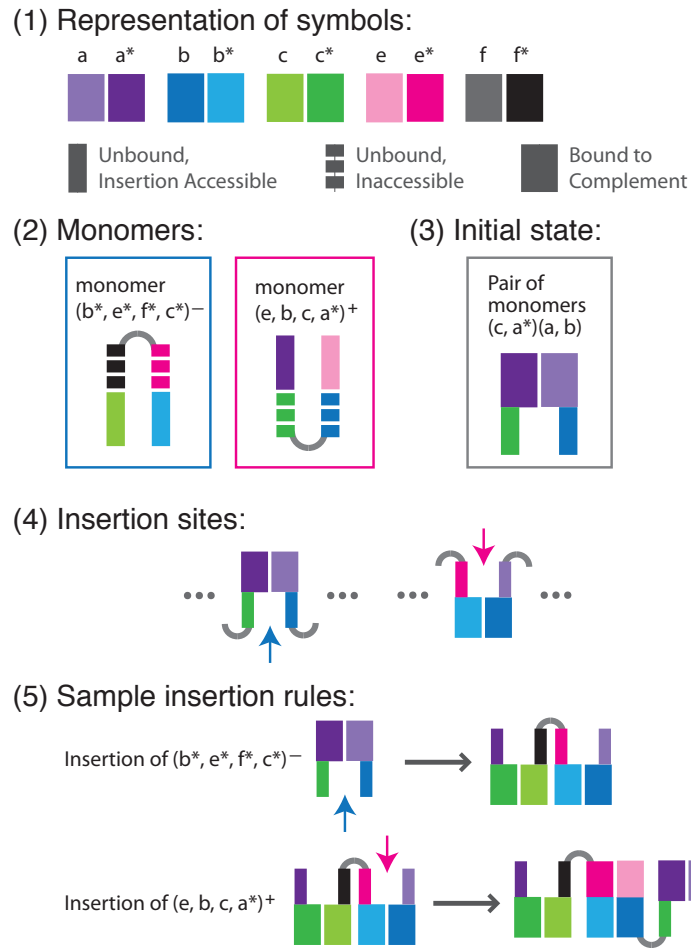 (1) Representation of symbols:
a a* b b* c c* e e* f f*
Unbound,
Insertion Accessible
Unbound,
Inaccessible
Bound to
Complement
(2) Monomers:
monomer
(b*, e*, f*, c*)−
monomer
(e, b, c, a*)+
(3) Initial state:
Pair of
monomers
(c, a*)(a, b)
(4) Insertion sites:
(5) Sample insertion rules:
Insertion of (b*, e*, f*, c*)−
Insertion of (e, b, c, a*)+